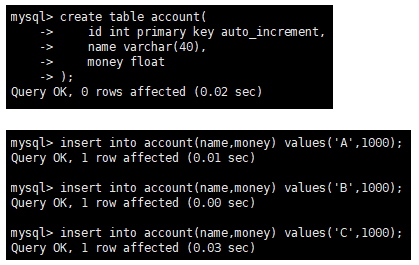 mysql> create table account(
    ->     id int primary key auto_increment,
    ->     name varchar(40),
    ->     money float
    -> );
Query OK, 0 rows affected (0.02 sec)
mysql> insert into account(name,money) values('A',1000);
Query OK, 1 row affected (0.01 sec)
mysql> insert into account(name,money) values('B',1000);
Query OK, 1 row affected (0.00 sec)
mysql> insert into account(name,money) values('C',1000);
Query OK, 1 row affected (0.03 sec)